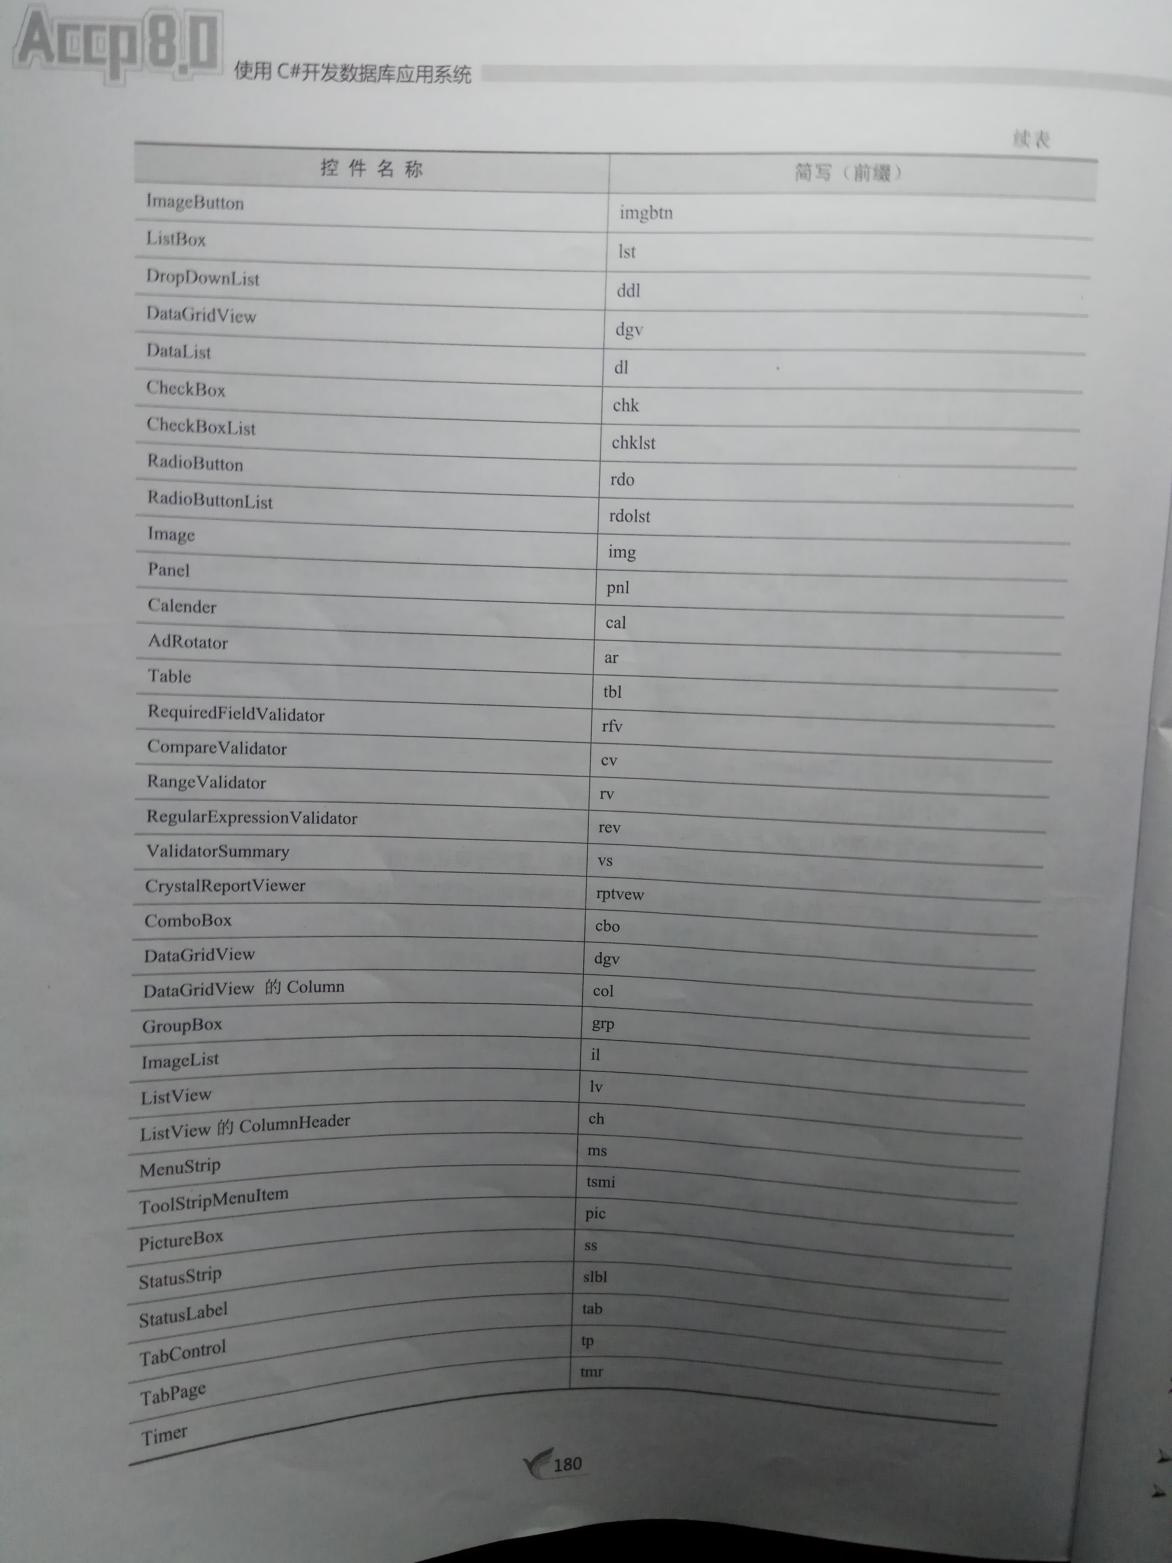 Accp 8.0
使用 C#开发数据库应用系统
续表
控 件 名 称 简写（前缀）
ImageButton imgbtn
ListBox lst
DropDownList ddl
DataGridView dgv
DataList dl
CheckBox chk
CheckBoxList chklst
RadioButton rdo
RadioButtonList rdolst
Image img
Panel pnl
Calender cal
AdRotator ar
Table tbl
RequiredFieldValidator rfv
CompareValidator cv
RangeValidator rv
RegularExpressionValidator rev
ValidatorSummary vs
CrystalReportViewer rptvew
ComboBox cbo
DataGridView dgv
DataGridView 的 Column col
GroupBox grp
ImageList il
ListView lv
ListView 的 ColumnHeader ch
MenuStrip ms
ToolStripMenuItem tsmi
PictureBox pic
StatusStrip ss
StatusLabel slbl
TabControl tab
TabPage tp
Timer tmr
180